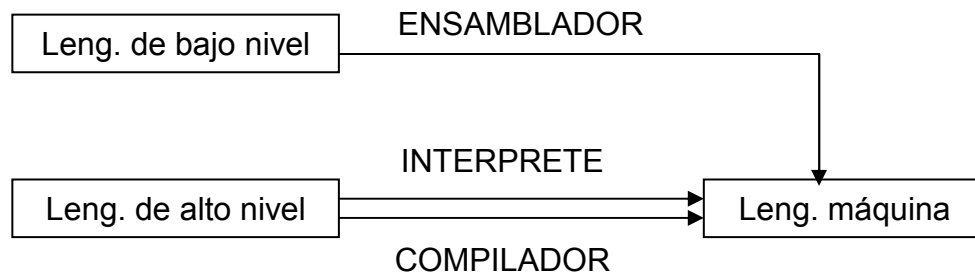 ENSAMBLADOR
Leng. de bajo nivel
INTERPRETE
Leng. de alto nivel
Leng. máquina
COMPILADOR